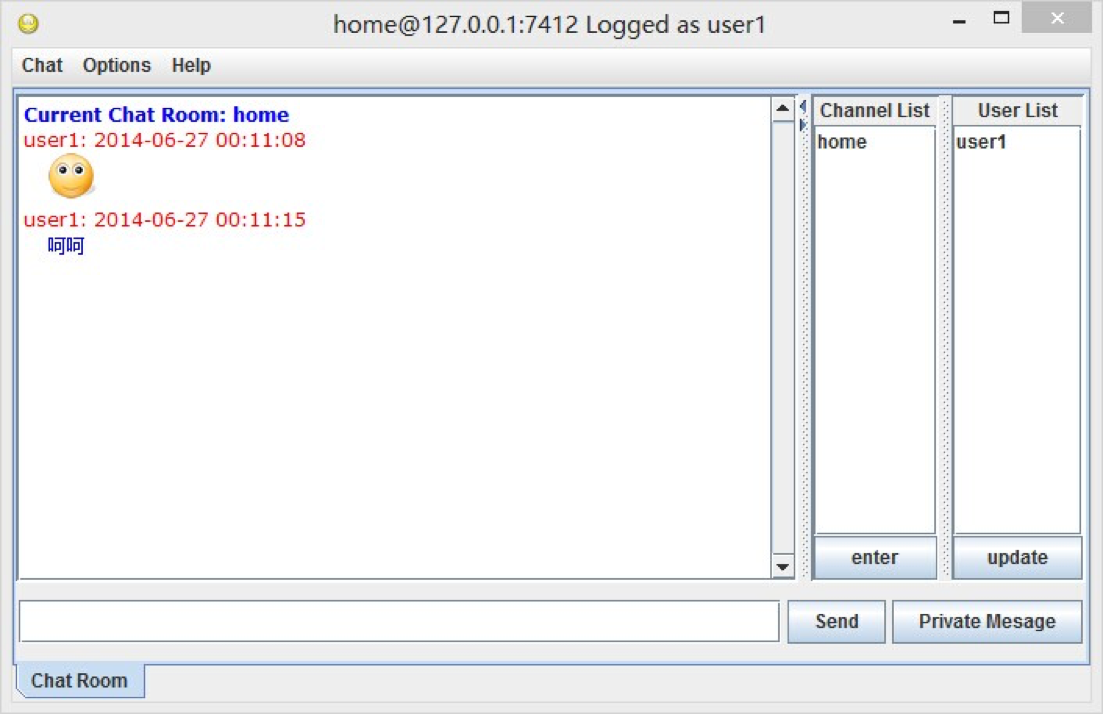 home@127.0.0.1:7412 Logged as user1
Chat Options Help
Current Chat Room: home
user1: 2014-06-27 00:11:08
user1: 2014-06-27 00:11:15
呵呵
Channel List
home
enter
User List
user1
update
Send
Private Mesage
Chat Room